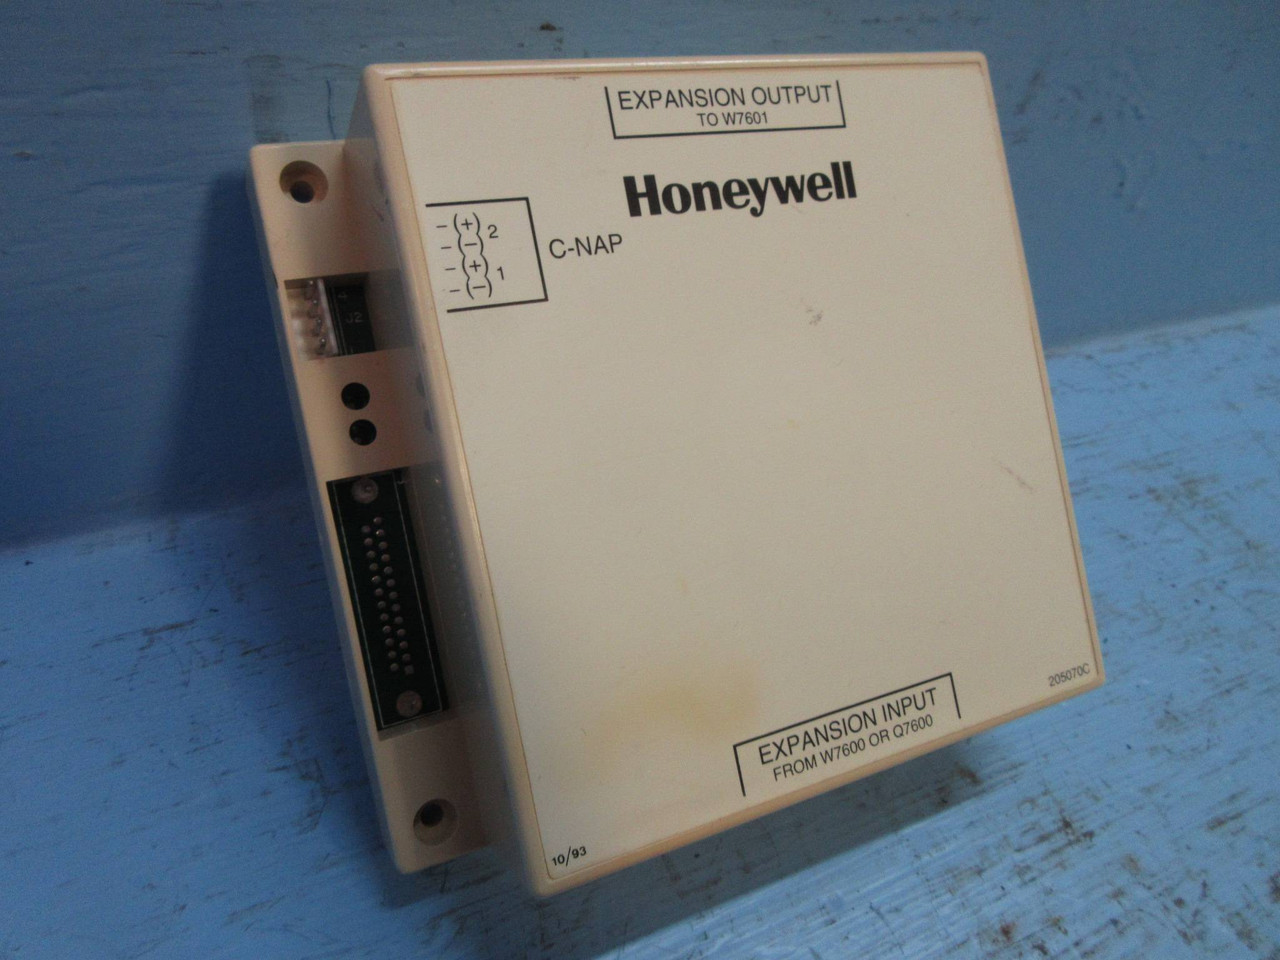 EXPANSION OUTPUT
TO W7601
Honeywell
–(+) 2
–(–)
–(+) 1
–(–)
C-NAP
J2
EXPANSION INPUT
FROM W7600 OR Q7600
205070C
10/93